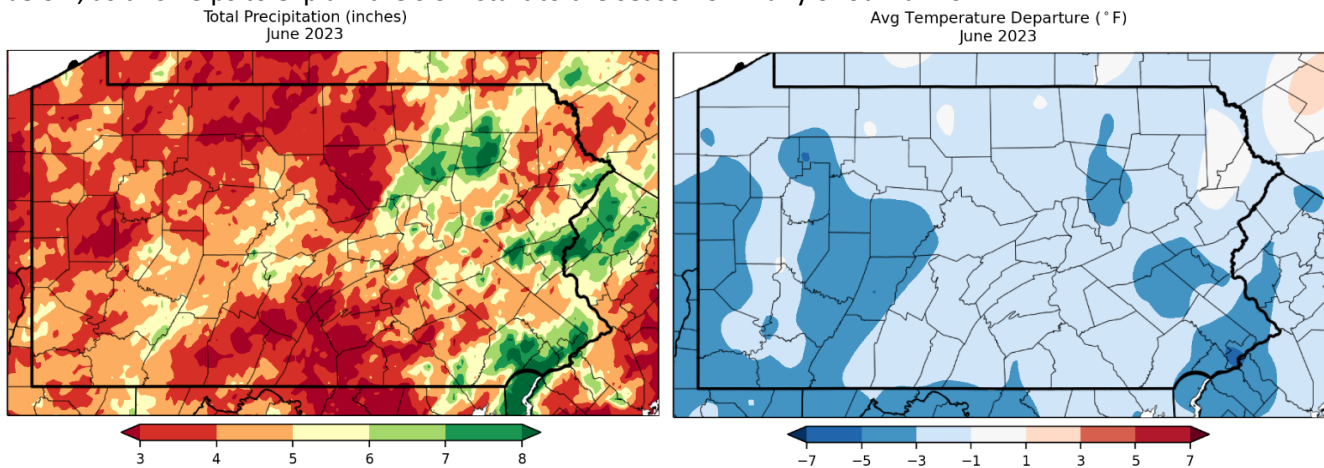 Total Precipitation (inches)
June 2023
3 4 5 6 7 8
Avg Temperature Departure (°F)
June 2023
−7 −5 −3 −1 1 3 5 7